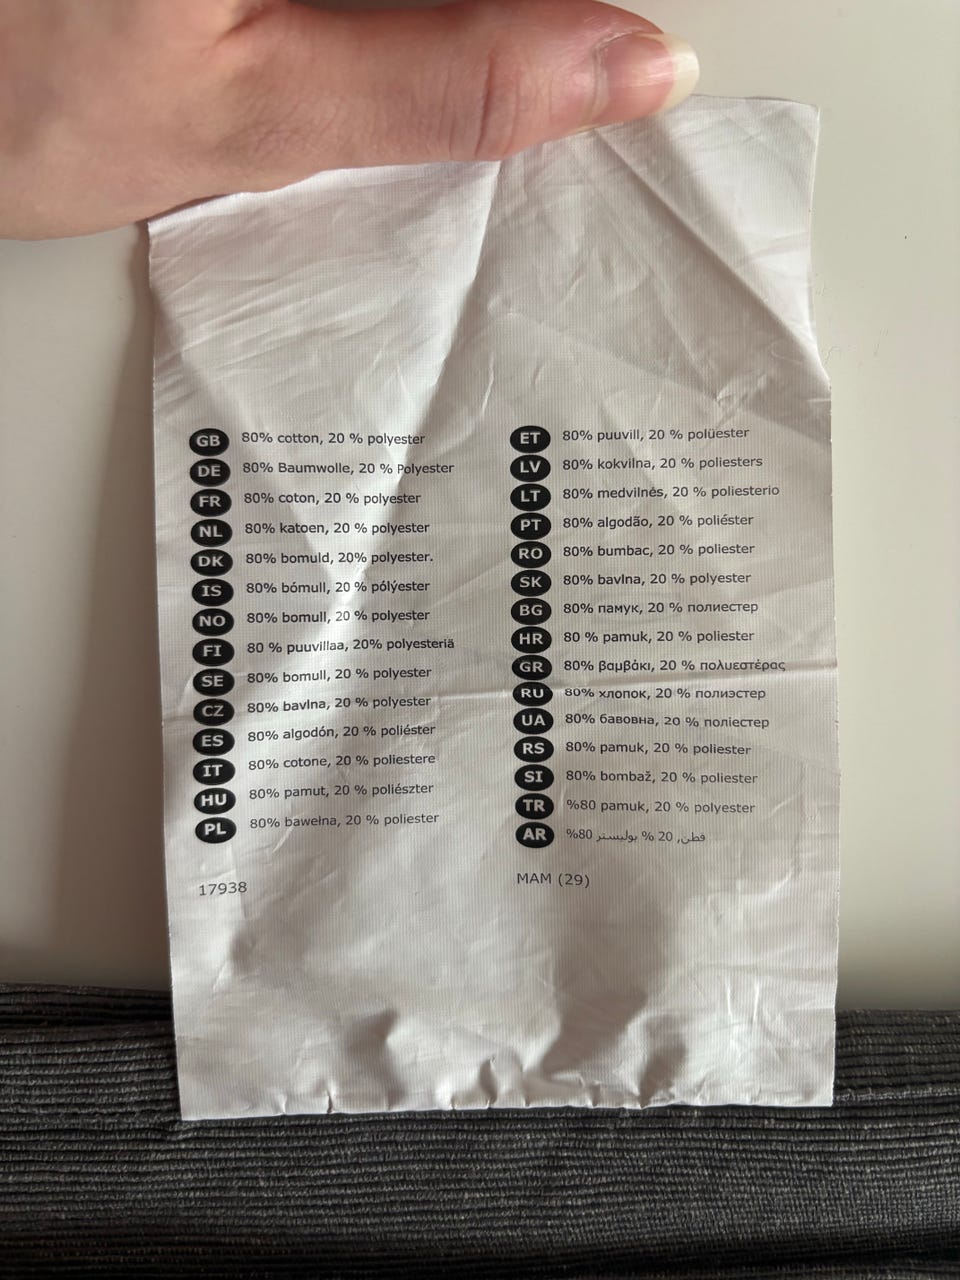 GB 80% cotton, 20 % polyester
DE 80% Baumwolle, 20 % Polyester
FR 80% coton, 20 % polyester
NL 80% katoen, 20 % polyester
DK 80% bomuld, 20% polyester.
IS 80% bómull, 20 % pólýester
NO 80% bomull, 20 % polyester
FI 80 % puuvillaa, 20% polyesteriä
SE 80% bomull, 20 % polyester
CZ 80% bavlna, 20 % polyester
ES 80% algodón, 20 % poliéster
IT 80% cotone, 20 % poliestere
HU 80% pamut, 20 % poliészter
PL 80% bawełna, 20 % poliester
17938
ET 80% puuvill, 20 % polüester
LV 80% kokvilna, 20 % poliesters
LT 80% medvilnės, 20 % poliesterio
PT 80% algodão, 20 % poliéster
RO 80% bumbac, 20 % poliester
SK 80% bavlna, 20 % polyester
BG 80% памук, 20 % полиестер
HR 80 % pamuk, 20 % poliester
GR 80% βαμβάκι, 20 % πολυεστέρας
RU 80% хлопок, 20 % полиэстер
UA 80% бавовна, 20 % поліестер
RS 80% pamuk, 20 % poliester
SI 80% bombaž, 20 % poliester
TR %80 pamuk, 20 % polyester
AR %80 قطن, 20 % بوليستر
MAM (29)